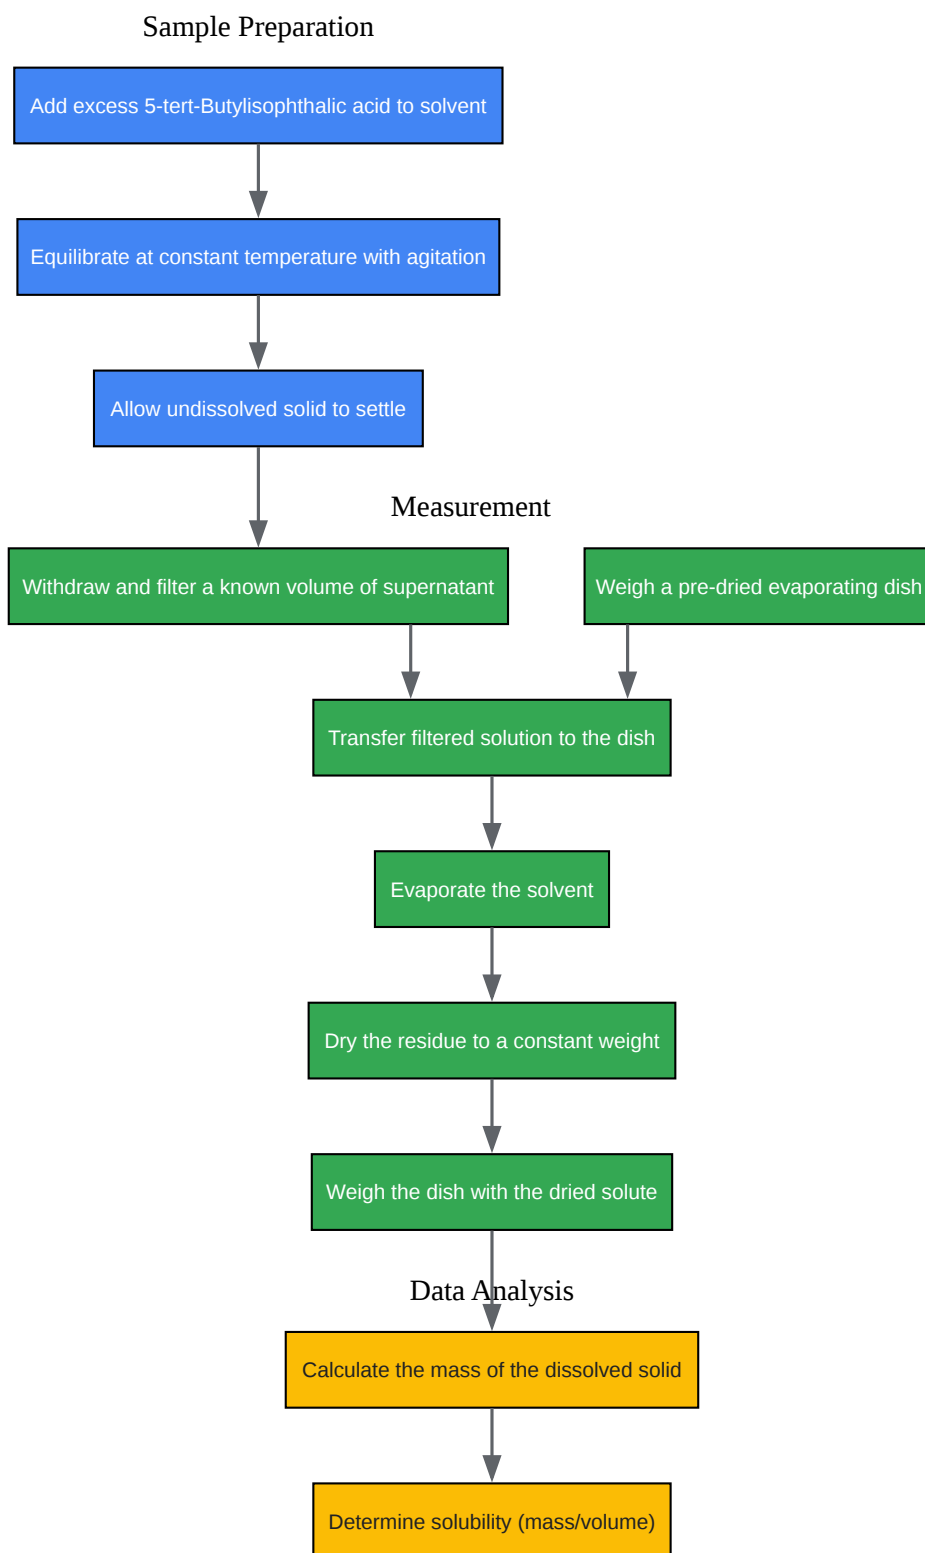 Sample Preparation
Add excess 5-tert-Butylisophthalic acid to solvent
Equilibrate at constant temperature with agitation
Allow undissolved solid to settle
Measurement
Withdraw and filter a known volume of supernatant
Weigh a pre-dried evaporating dish
Transfer filtered solution to the dish
Evaporate the solvent
Dry the residue to a constant weight
Weigh the dish with the dried solute
Data Analysis
Calculate the mass of the dissolved solid
Determine solubility (mass/volume)